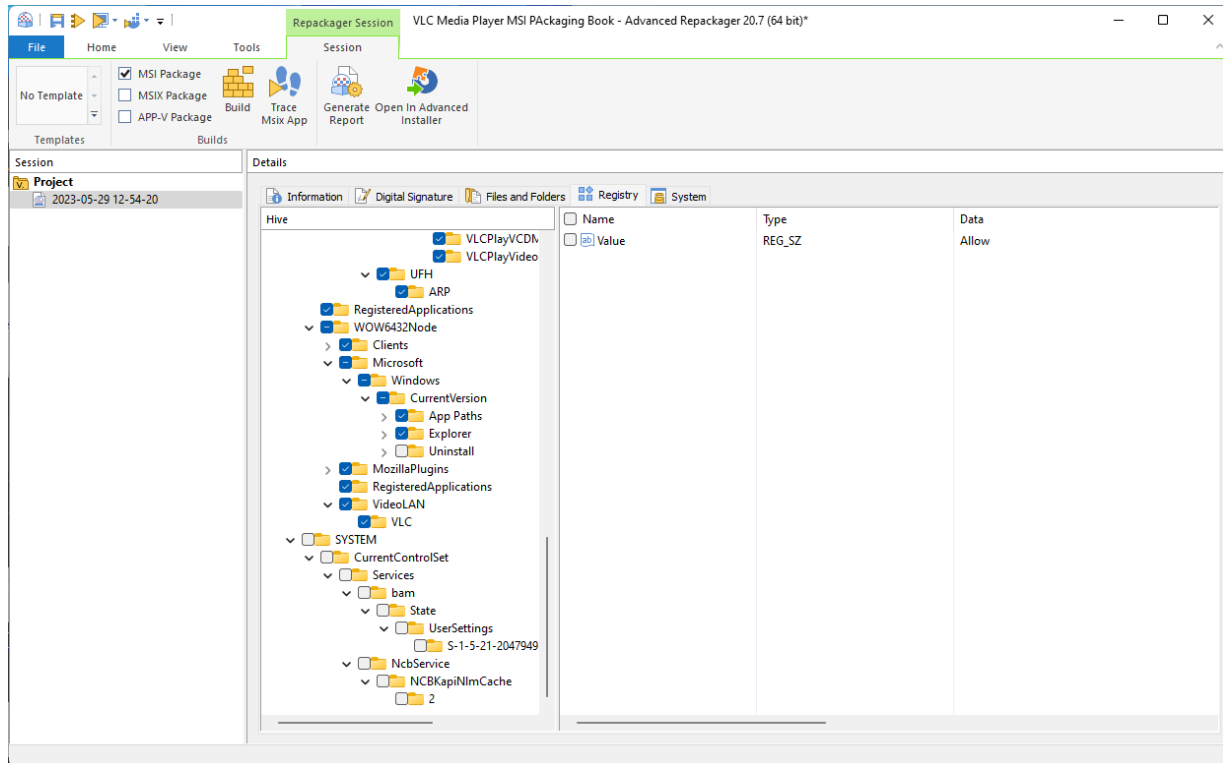 Repackager Session
VLC Media Player MSI PAckaging Book - Advanced Repackager 20.7 (64 bit)*
File Home View Tools Session
No Template
MSI Package
MSIX Package
APP-V Package
Build
Trace
Msix App
Generate
Report
Open In Advanced
Installer
Templates
Builds
Session
Project
2023-05-29 12-54-20
Details
Information Digital Signature Files and Folders Registry System
Hive
VLCPlayVCDM
VLCPlayVideo
UFH
ARP
RegisteredApplications
WOW6432Node
Clients
Microsoft
Windows
CurrentVersion
App Paths
Explorer
Uninstall
MozillaPlugins
RegisteredApplications
VideoLAN
VLC
SYSTEM
CurrentControlSet
Services
bam
State
UserSettings
S-1-5-21-2047949
NcbService
NCBKapiNlmCache
2
Name Type Data
ab Value REG_SZ Allow